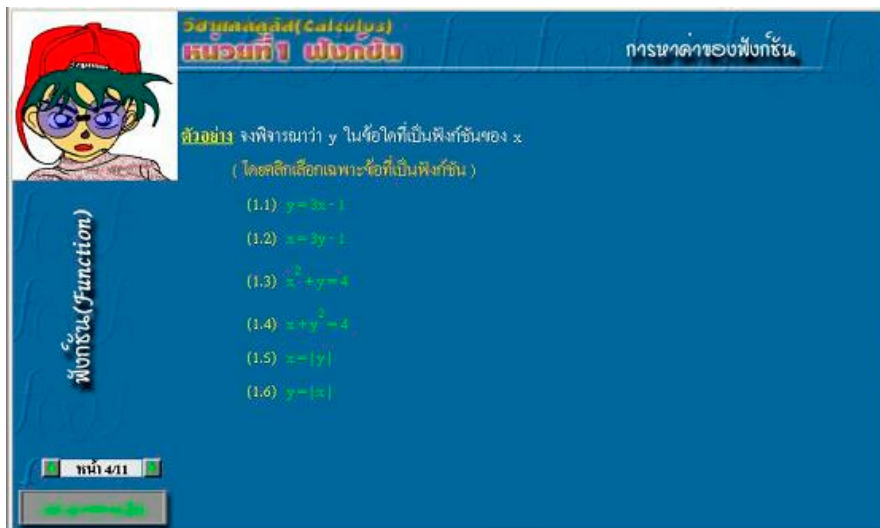 วิชาแคลคูลัส(Calculus)
หน่วยที่1 ฟังก์ชัน
การหาค่าของฟังก์ชัน
ตัวอย่าง จงพิจารณาว่า y ในข้อใดที่เป็นฟังก์ชันของ x
( โดยคลิกเลือกเฉพาะข้อที่เป็นฟังก์ชัน )
(1.1) y=3x-1
(1.2) x=3y-1
(1.3) x²+y=4
(1.4) x+y²=4
(1.5) x=|y|
(1.6) y=|x|
ฟังก์ชัน(Function)
หน้า 4/11